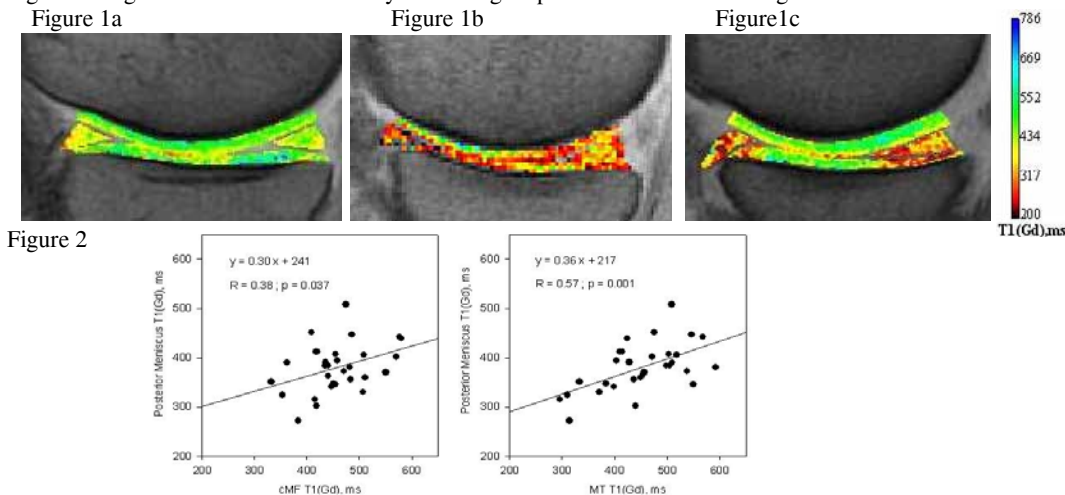 Figure 1a
Figure 1b
Figure1c
786
669
552
434
317
200
T1(Gd),ms
Figure 2
y = 0.30 x + 241
R = 0.38 ; p = 0.037
600
500
400
300
200
Posterior Meniscus T1(Gd), ms
200 300 400 500 600
cMF T1(Gd), ms
y = 0.36 x + 217
R = 0.57 ; p = 0.001
600
500
400
300
200
Posterior Meniscus T1(Gd), ms
200 300 400 500 600
MT T1(Gd), ms